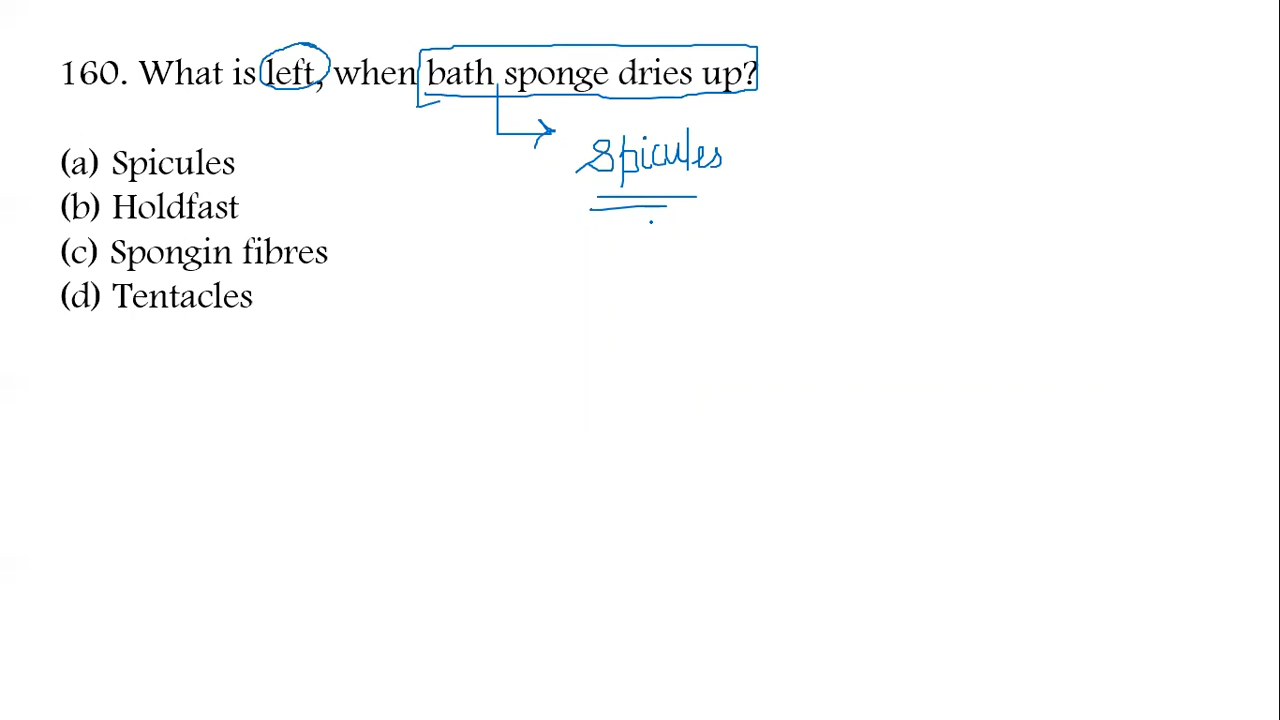 160. What is left, when bath sponge dries up?
Spicules
(a) Spicules
(b) Holdfast
(c) Spongin fibres
(d) Tentacles